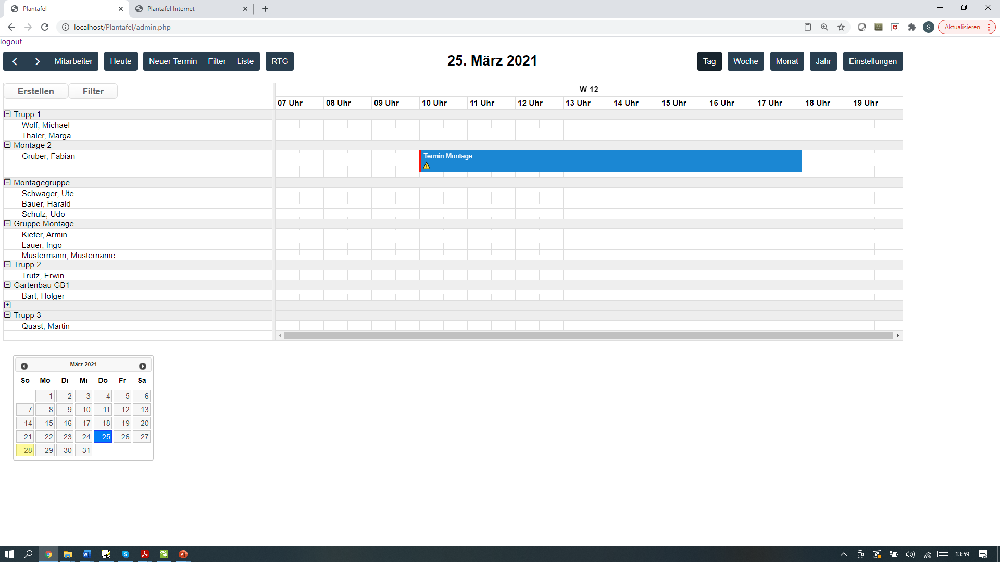 Plantafel
Plantafel Internet
localhost/Plantafel/admin.php
S
Aktualisieren
logout
Mitarbeiter
Heute
Neuer Termin
Filter
Liste
RTG
25. März 2021
Tag
Woche
Monat
Jahr
Einstellungen
Erstellen
Filter
W 12
07 Uhr 08 Uhr 09 Uhr 10 Uhr 11 Uhr 12 Uhr 13 Uhr 14 Uhr 15 Uhr 16 Uhr 17 Uhr 18 Uhr 19 Uhr
Trupp 1
Wolf, Michael
Thaler, Marga
Montage 2
Gruber, Fabian
Termin Montage
Montagegruppe
Schwager, Ute
Bauer, Harald
Schulz, Udo
Gruppe Montage
Kiefer, Armin
Lauer, Ingo
Mustermann, Mustername
Trupp 2
Trutz, Erwin
Gartenbau GB1
Bart, Holger
Trupp 3
Quast, Martin
März 2021
So Mo Di Mi Do Fr Sa
1 2 3 4 5 6
7 8 9 10 11 12 13
14 15 16 17 18 19 20
21 22 23 24 25 26 27
28 29 30 31
13:59